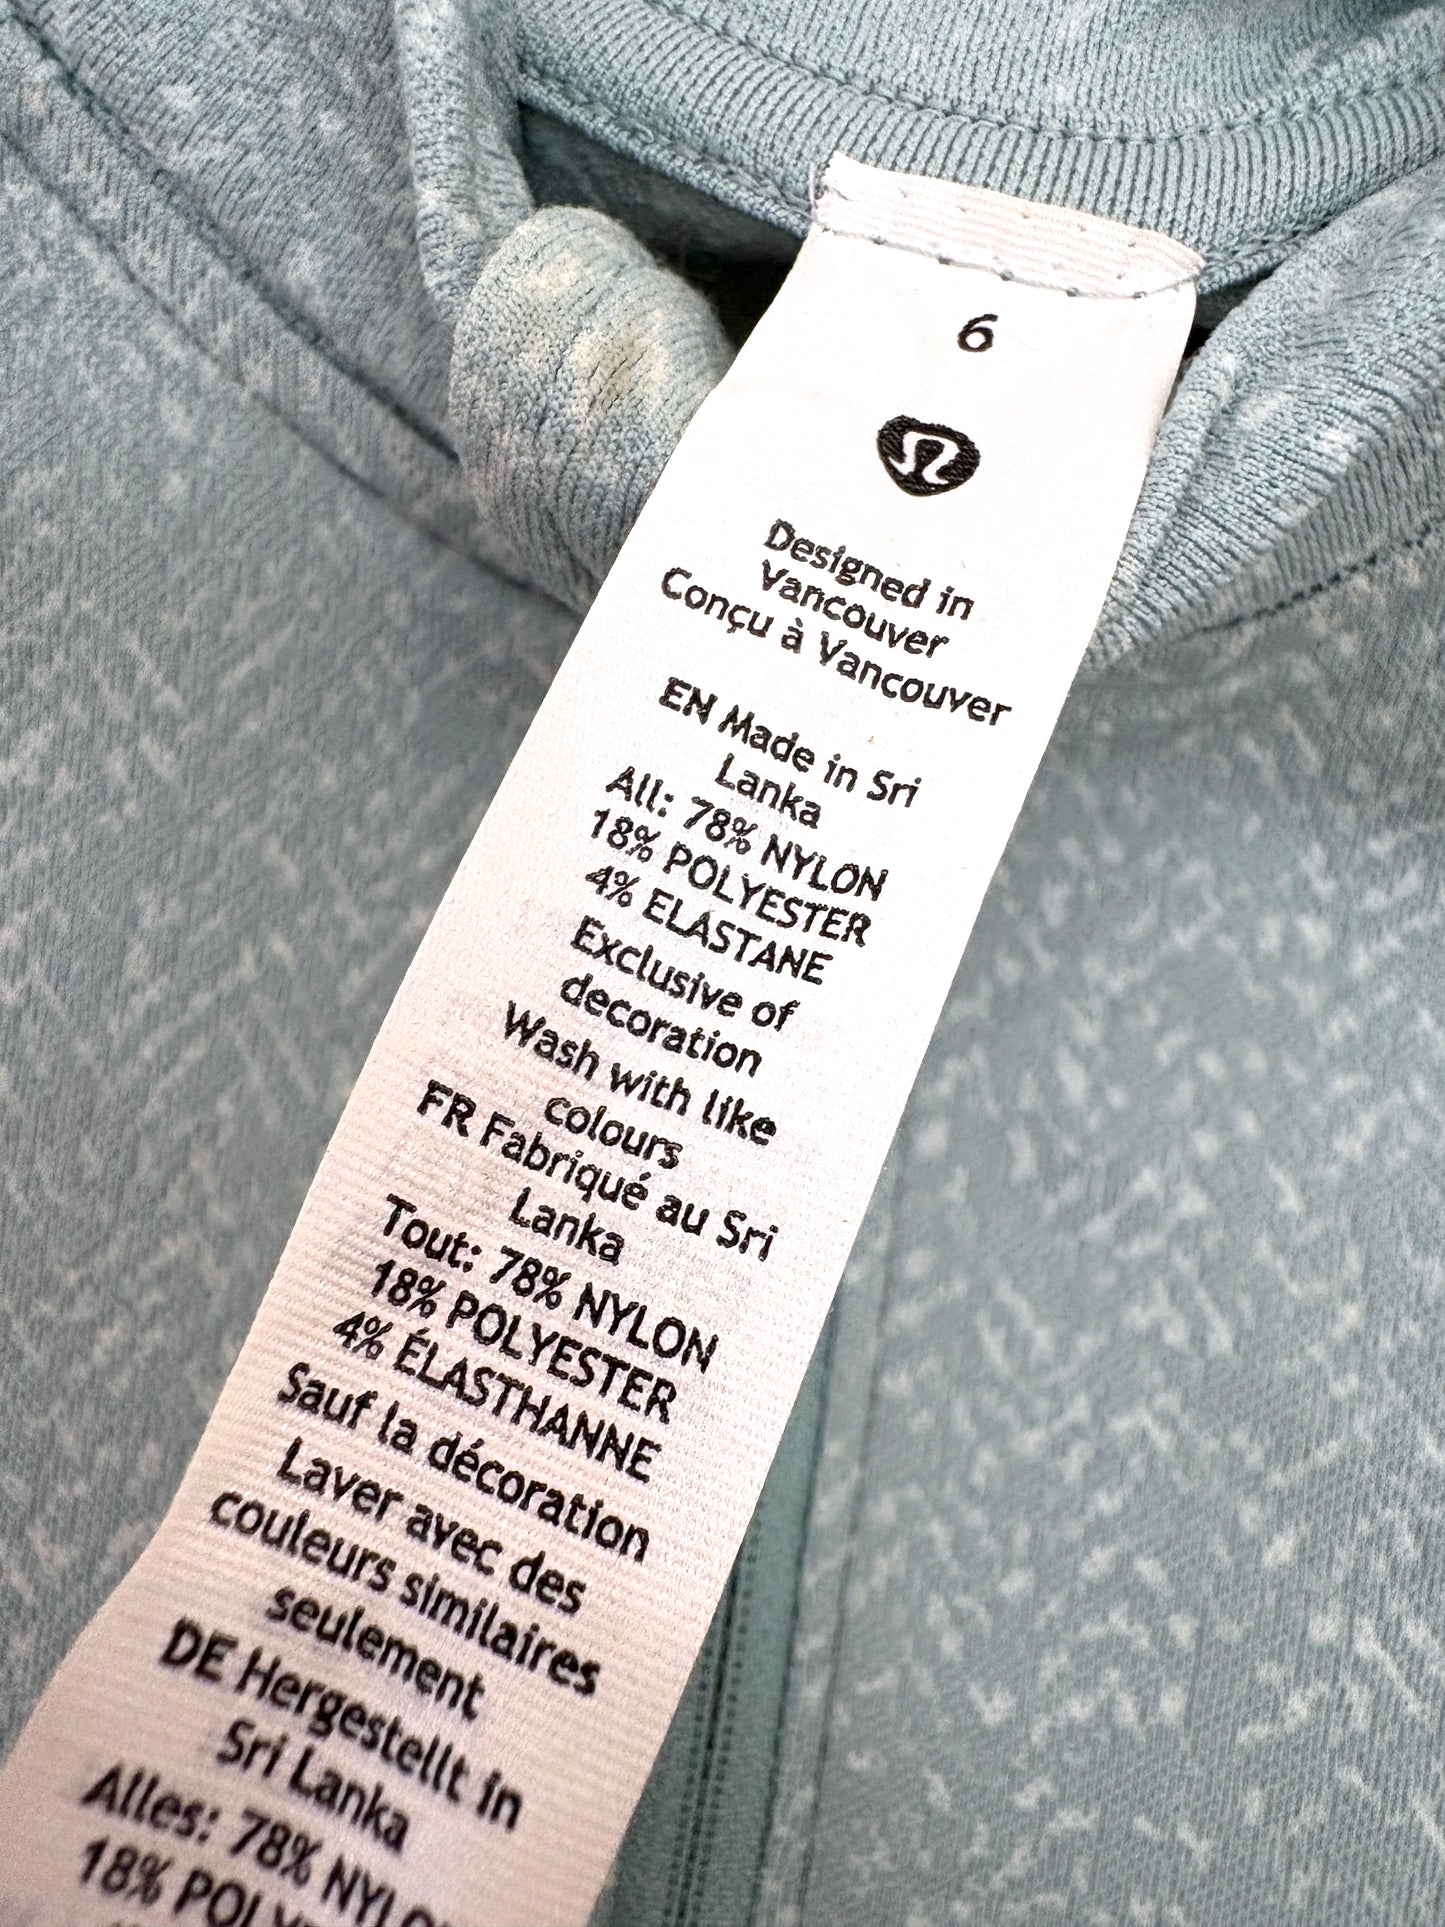 6
Designed in
Vancouver
Conçu à Vancouver
EN Made in Sri
Lanka
All: 78% NYLON
18% POLYESTER
4% ELASTANE
Exclusive of
decoration
Wash with like
colours
FR Fabriqué au Sri
Lanka
Tout: 78% NYLON
18% POLYESTER
4% ÉLASTHANNE
Sauf la décoration
Laver avec des
couleurs similaires
seulement
DE Hergestellt in
Sri Lanka
Alles: 78%
18%